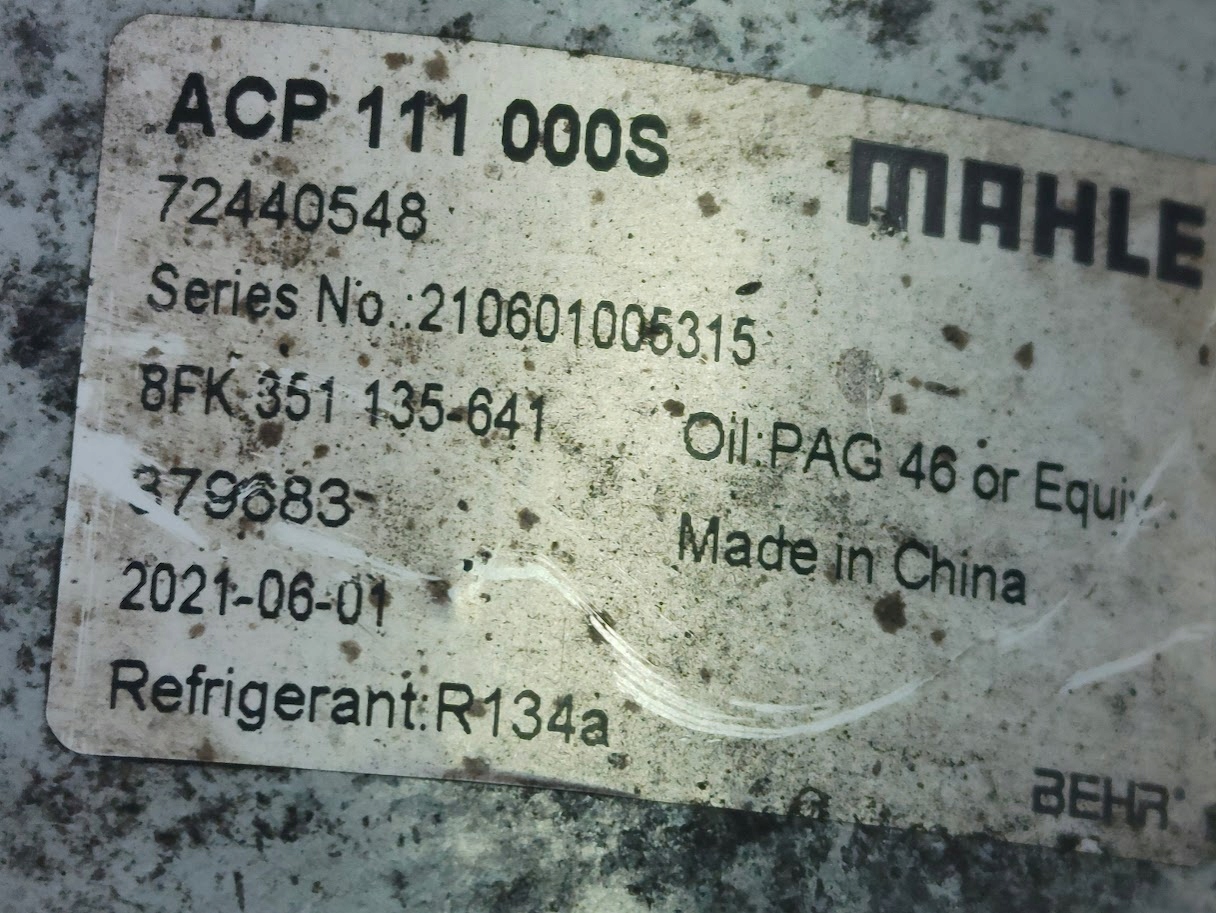 ACP 111 000S
MAHLE
72440548
Series No.:210601005315
8FK 351 135-641
Oil:PAG 46 or Equiv.
379683
Made in China
2021-06-01
Refrigerant:R134a
BEHR